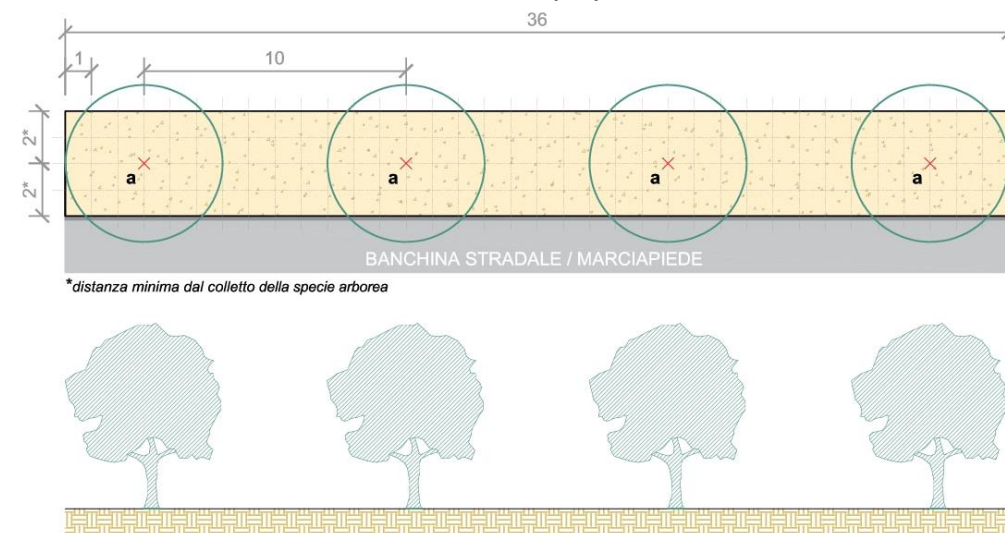 36
1
10
2*
2*
a a a a
BANCHINA STRADALE / MARCIAPIEDE
*distanza minima dal colletto della specie arborea